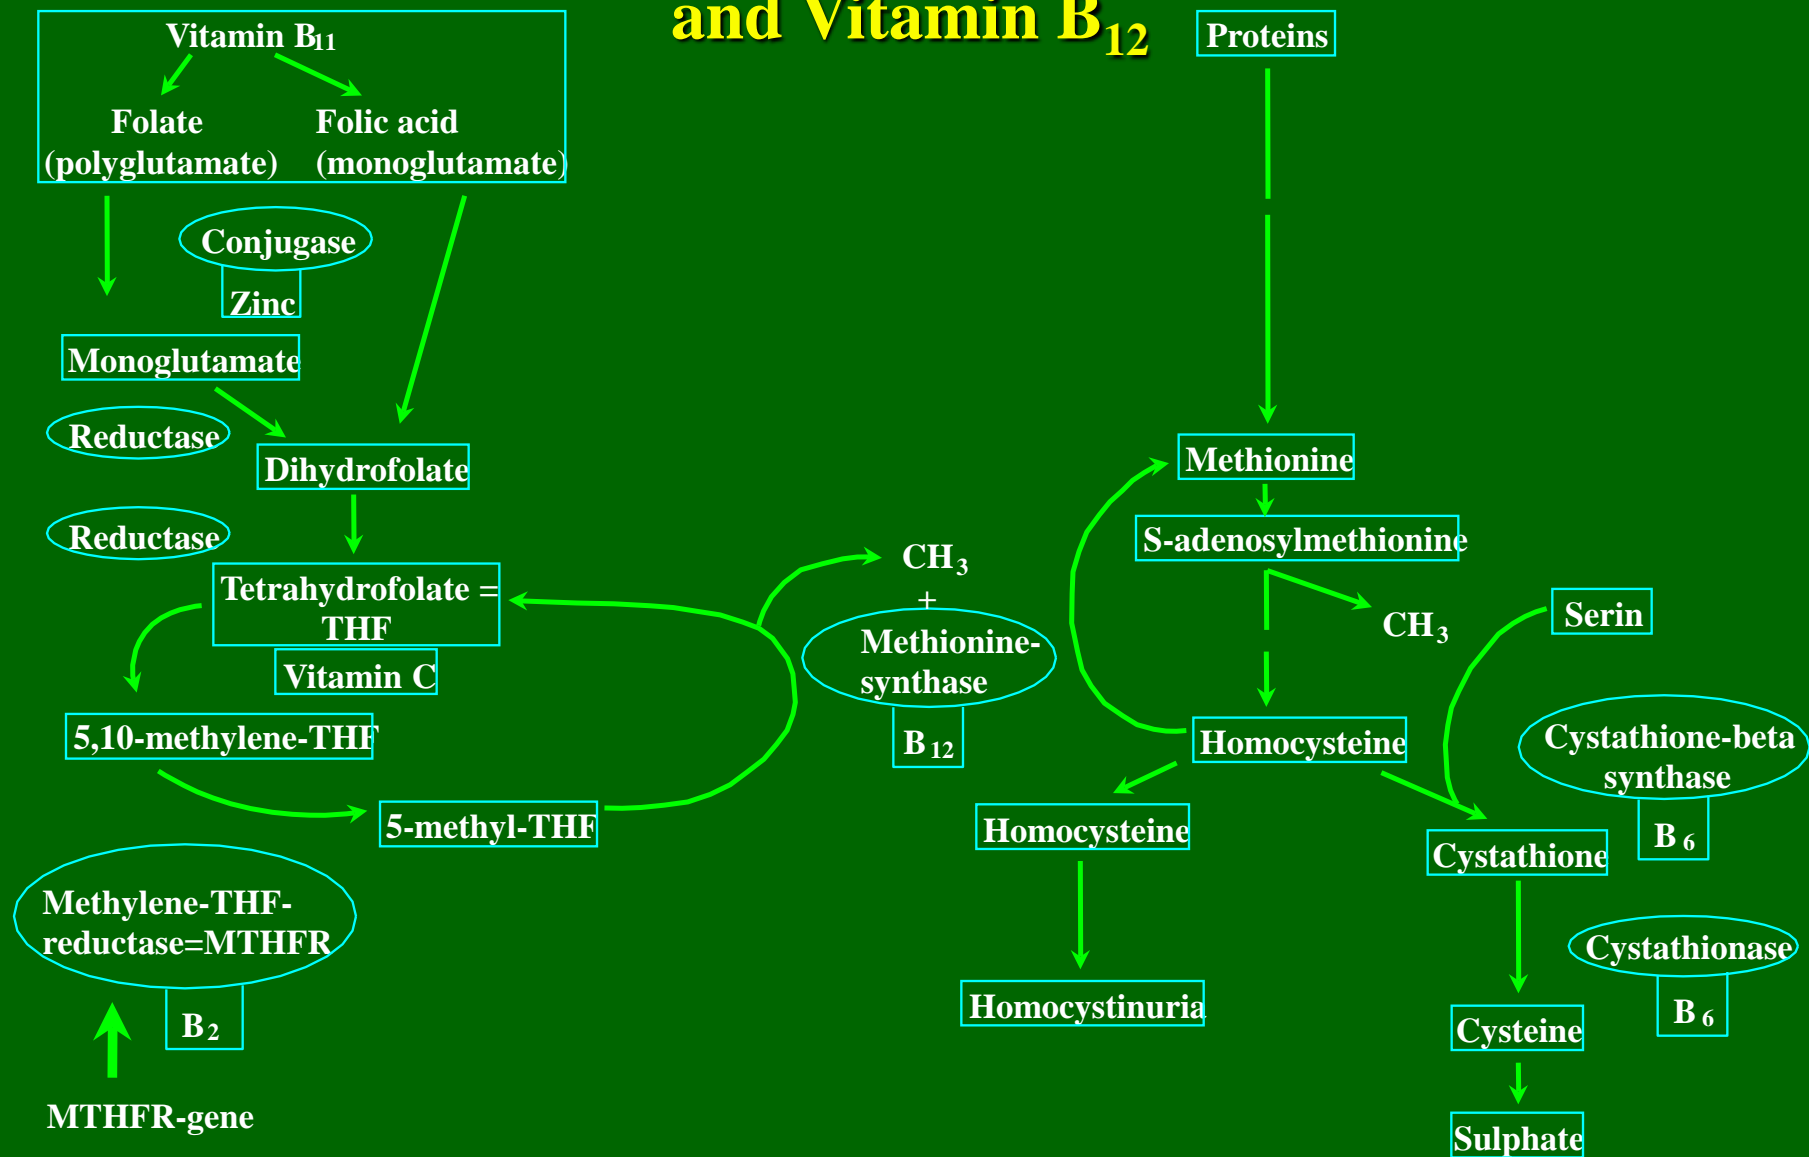 and Vitamin B12
Vitamin B11
Folate
(polyglutamate)
Folic acid
(monoglutamate)
Conjugase
Zinc
Monoglutamate
Reductase
Dihydrofolate
Reductase
Tetrahydrofolate =
THF
Vitamin C
5,10-methylene-THF
5-methyl-THF
Methylene-THF-
reductase=MTHFR
B2
MTHFR-gene
CH3
+
Methionine-
synthase
B12
Proteins
Methionine
S-adenosylmethionine
CH3
Serin
Homocysteine
Cystathione-beta
synthase
B6
Homocysteine
Cystathione
Homocystinuria
Cystathionase
B6
Cysteine
Sulphate